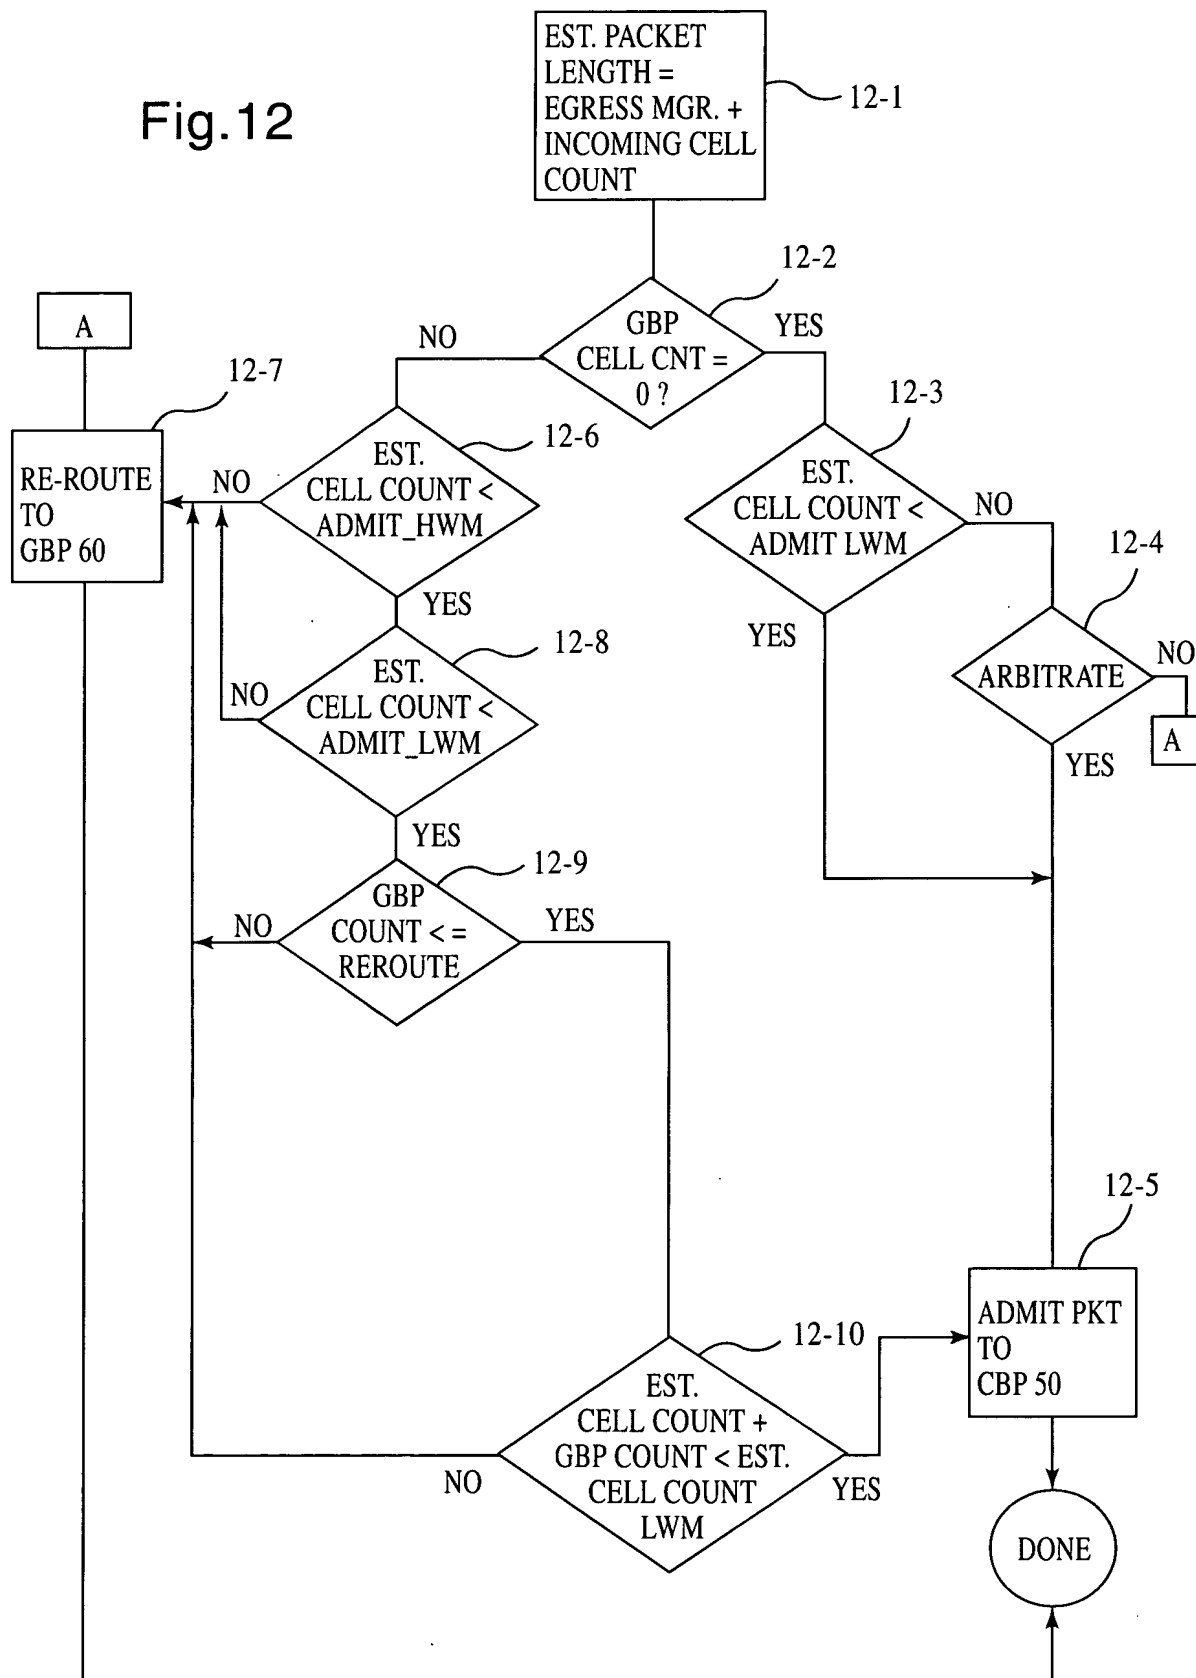 Fig.12
EST. PACKET
LENGTH =
EGRESS MGR. +
INCOMING CELL
COUNT
12-1
12-2
GBP
CELL CNT =
0 ?
NO
YES
A
12-7
RE-ROUTE
TO
GBP 60
12-6
EST.
CELL COUNT <
ADMIT_HWM
NO
YES
12-3
EST.
CELL COUNT <
ADMIT LWM
NO
YES
12-4
ARBITRATE
NO
A
YES
12-8
EST.
CELL COUNT <
ADMIT_LWM
NO
YES
12-9
GBP
COUNT < =
REROUTE
NO
YES
12-10
EST.
CELL COUNT +
GBP COUNT < EST.
CELL COUNT
LWM
NO
YES
12-5
ADMIT PKT
TO
CBP 50
DONE